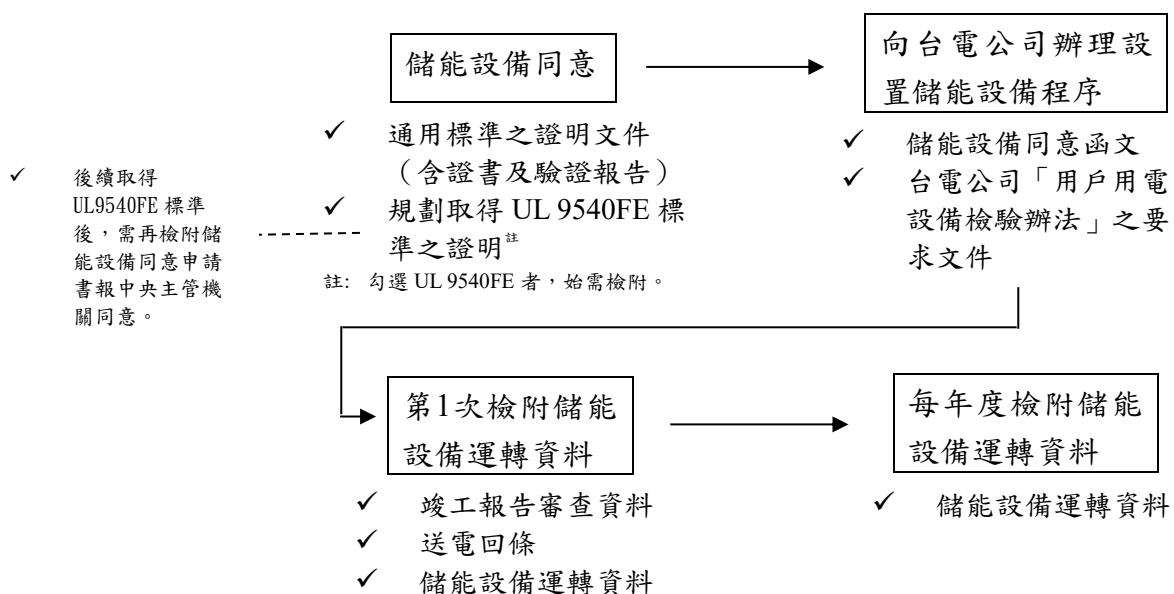 儲能設備同意
✓ 通用標準之證明文件
（含證書及驗證報告）
✓ 規劃取得 UL 9540FE 標
準之證明註
註: 勾選 UL 9540FE 者，始需檢附。
✓ 後續取得
UL9540FE 標準
後，需再檢附儲
能設備同意申請
書報中央主管機
關同意。
向台電公司辦理設
置儲能設備程序
✓ 儲能設備同意函文
✓ 台電公司「用戶用電
設備檢驗辦法」之要
求文件
第1次檢附儲能
設備運轉資料
✓ 竣工報告審查資料
✓ 送電回條
✓ 儲能設備運轉資料
每年度檢附儲能
設備運轉資料
✓ 儲能設備運轉資料